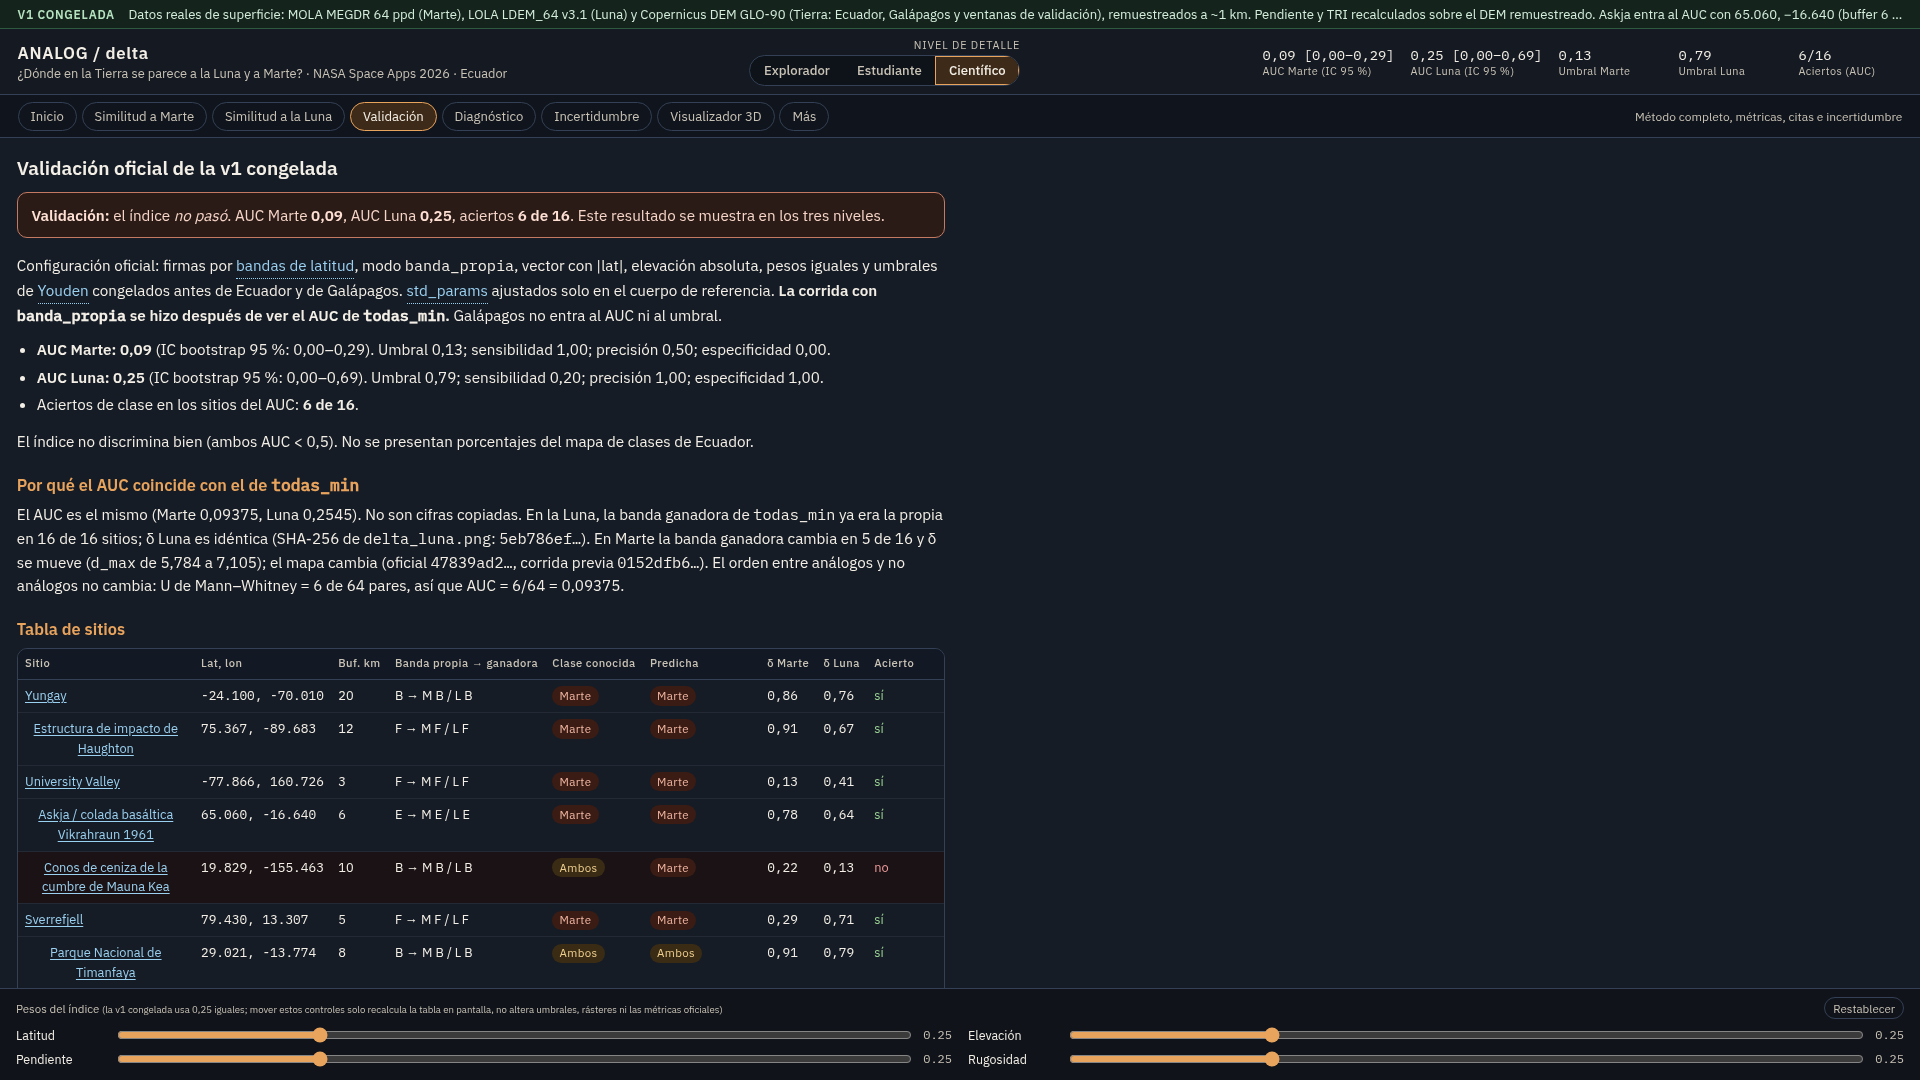 V1 CONGELADA Datos reales de superficie: MOLA MEGDR 64 ppd (Marte), LOLA LDEM_64 v3.1 (Luna) y Copernicus DEM GLO-90 (Tierra: Ecuador, Galápagos y ventanas de validación), remuestreados a ~1 km. Pendiente y TRI recalculados sobre el DEM remuestreado. Askja entra al AUC con 65.060, −16.640 (buffer 6 ...
ANALOG / delta
¿Dónde en la Tierra se parece a la Luna y a Marte? · NASA Space Apps 2026 · Ecuador
NIVEL DE DETALLE
Explorador Estudiante Científico
0,09 [0,00–0,29] 0,25 [0,00–0,69] 0,13 0,79 6/16
AUC Marte (IC 95 %) AUC Luna (IC 95 %) Umbral Marte Umbral Luna Aciertos (AUC)
Inicio Similitud a Marte Similitud a la Luna Validación Diagnóstico Incertidumbre Visualizador 3D Más
Método completo, métricas, citas e incertidumbre
Validación oficial de la v1 congelada
Validación: el índice no pasó. AUC Marte 0,09, AUC Luna 0,25, aciertos 6 de 16. Este resultado se muestra en los tres niveles.
Configuración oficial: firmas por bandas de latitud, modo banda_propia, vector con |lat|, elevación absoluta, pesos iguales y umbrales
de Youden congelados antes de Ecuador y de Galápagos. std_params ajustados solo en el cuerpo de referencia. La corrida con
banda_propia se hizo después de ver el AUC de todas_min. Galápagos no entra al AUC ni al umbral.
• AUC Marte: 0,09 (IC bootstrap 95 %: 0,00–0,29). Umbral 0,13; sensibilidad 1,00; precisión 0,50; especificidad 0,00.
• AUC Luna: 0,25 (IC bootstrap 95 %: 0,00–0,69). Umbral 0,79; sensibilidad 0,20; precisión 1,00; especificidad 1,00.
• Aciertos de clase en los sitios del AUC: 6 de 16.
El índice no discrimina bien (ambos AUC < 0,5). No se presentan porcentajes del mapa de clases de Ecuador.
Por qué el AUC coincide con el de todas_min
El AUC es el mismo (Marte 0,09375, Luna 0,2545). No son cifras copiadas. En la Luna, la banda ganadora de todas_min ya era la propia
en 16 de 16 sitios; δ Luna es idéntica (SHA-256 de delta_luna.png: 5eb786ef…). En Marte la banda ganadora cambia en 5 de 16 y δ
se mueve (d_max de 5,784 a 7,105); el mapa cambia (oficial 47839ad2…, corrida previa 0152dfb6…). El orden entre análogos y no
análogos no cambia: U de Mann–Whitney = 6 de 64 pares, así que AUC = 6/64 = 0,09375.
Tabla de sitios
Sitio Lat, lon Buf. km Banda propia → ganadora Clase conocida Predicha δ Marte δ Luna Acierto
Yungay -24.100, -70.010 20 B → M B / L B Marte Marte 0,86 0,76 sí
Estructura de impacto de 75.367, -89.683 12 F → M F / L F Marte Marte 0,91 0,67 sí
Haughton
University Valley -77.866, 160.726 3 F → M F / L F Marte Marte 0,13 0,41 sí
Askja / colada basáltica 65.060, -16.640 6 E → M E / L E Marte Marte 0,78 0,64 sí
Vikrahraun 1961
Conos de ceniza de la 19.829, -155.463 10 B → M B / L B Ambos Marte 0,22 0,13 no
cumbre de Mauna Kea
Sverrefjell 79.430, 13.307 5 F → M F / L F Marte Marte 0,29 0,71 sí
Parque Nacional de 29.021, -13.774 8 B → M B / L B Ambos Ambos 0,91 0,79 sí
Timanfaya
Pesos del índice (la v1 congelada usa 0,25 iguales; mover estos controles solo recalcula la tabla en pantalla, no altera umbrales, rásteres ni las métricas oficiales)
Restablecer
Latitud 0.25 Elevación 0.25
Pendiente 0.25 Rugosidad 0.25